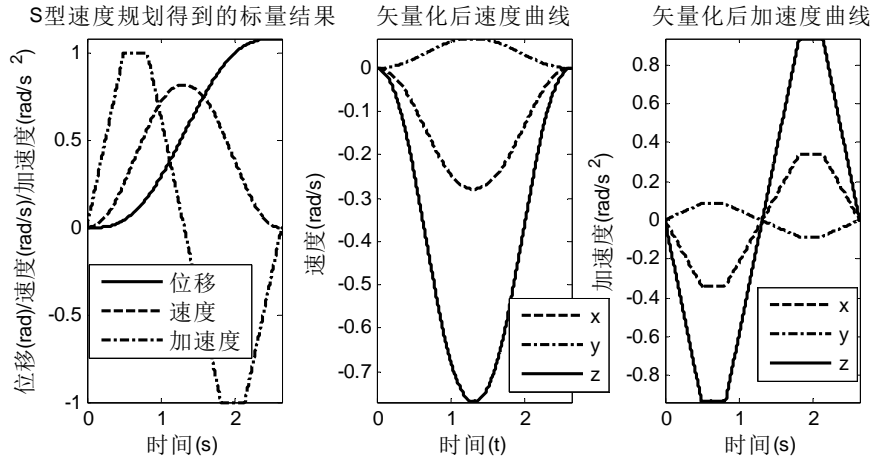 S型速度规划得到的标量结果
位移(rad)/速度(rad/s)/加速度(rad/s 2)
1
0.5
0
-0.5
-1
0
1
2
时间(s)
位移
速度
加速度
矢量化后速度曲线
速度(rad/s)
0
-0.1
-0.2
-0.3
-0.4
-0.5
-0.6
-0.7
0
1
2
时间(t)
x
y
z
矢量化后加速度曲线
加速度(rad/s 2)
0.8
0.6
0.4
0.2
0
-0.2
-0.4
-0.6
-0.8
0
1
2
时间(s)
x
y
z